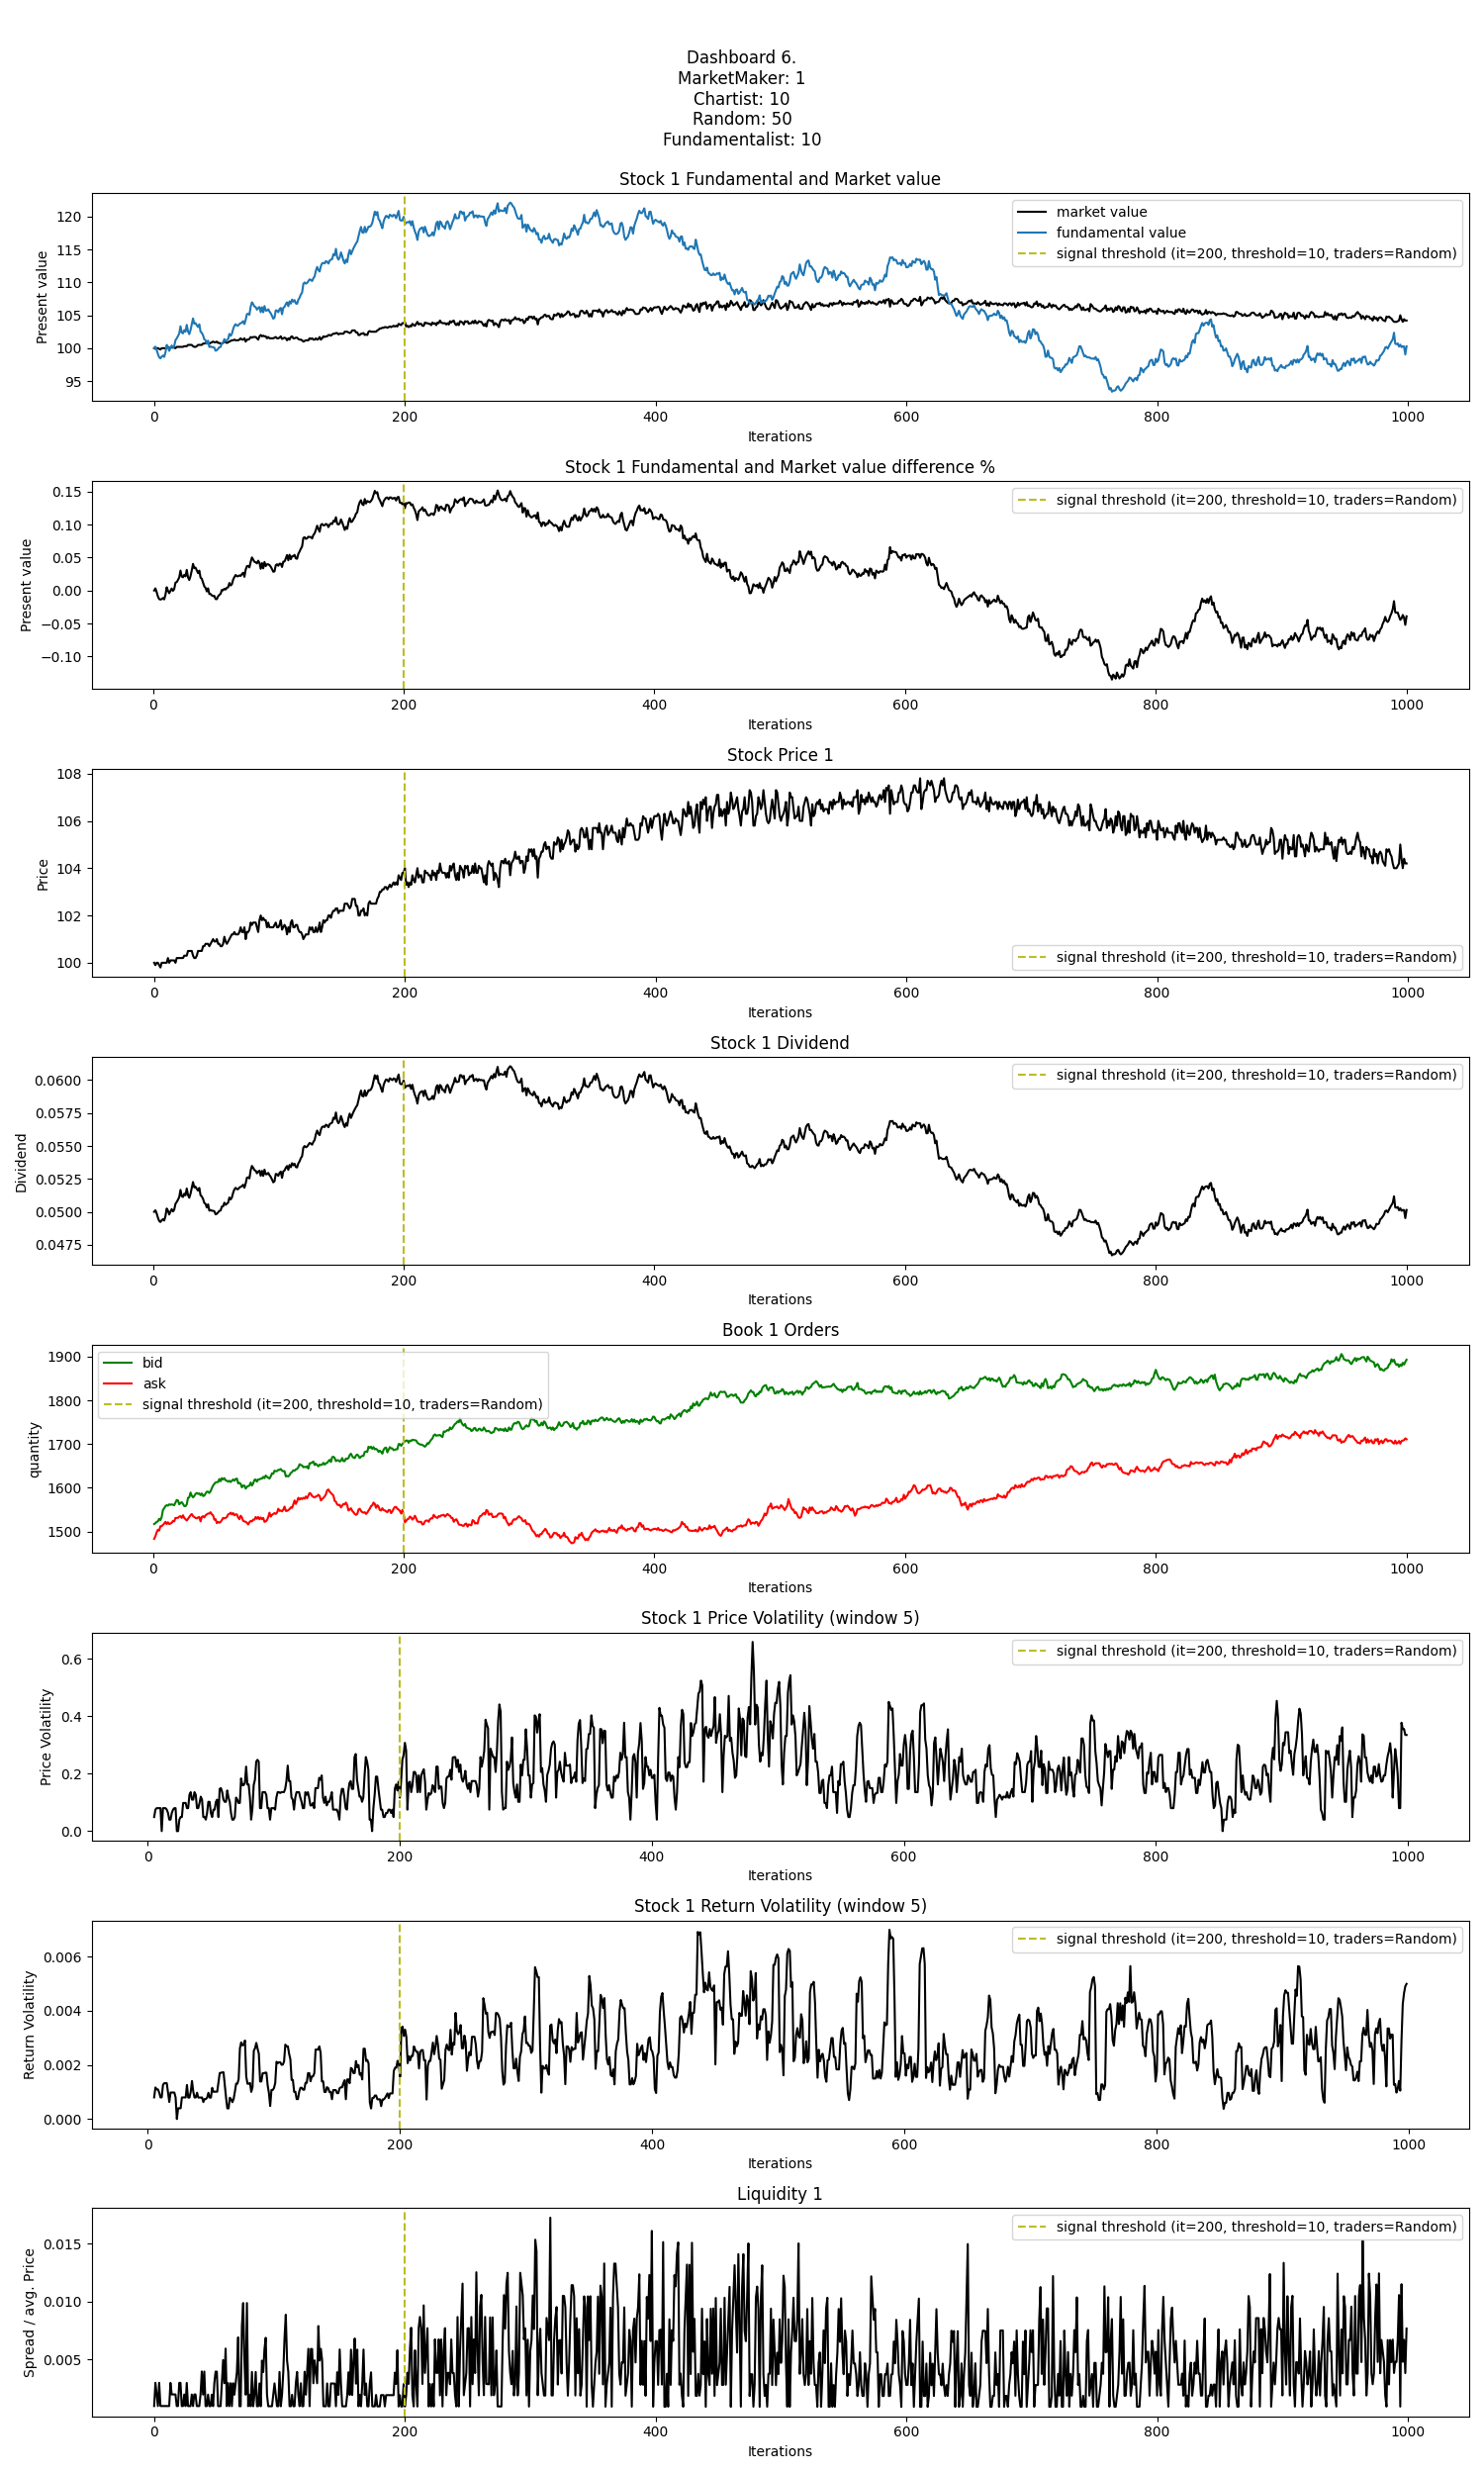 Dashboard 6.
MarketMaker: 1
Chartist: 10
Random: 50
Fundamentalist: 10
Stock 1 Fundamental and Market value
Present value
120
115
110
105
100
95
market value
fundamental value
signal threshold (it=200, threshold=10, traders=Random)
0 200 400 600 800 1000
Iterations
Stock 1 Fundamental and Market value difference %
Present value
0.15
0.10
0.05
0.00
−0.05
−0.10
signal threshold (it=200, threshold=10, traders=Random)
0 200 400 600 800 1000
Iterations
Stock Price 1
Price
108
106
104
102
100
signal threshold (it=200, threshold=10, traders=Random)
0 200 400 600 800 1000
Iterations
Stock 1 Dividend
Dividend
0.0600
0.0575
0.0550
0.0525
0.0500
0.0475
signal threshold (it=200, threshold=10, traders=Random)
0 200 400 600 800 1000
Iterations
Book 1 Orders
quantity
1900
1800
1700
1600
1500
bid
ask
signal threshold (it=200, threshold=10, traders=Random)
0 200 400 600 800 1000
Iterations
Stock 1 Price Volatility (window 5)
Price Volatility
0.6
0.4
0.2
0.0
signal threshold (it=200, threshold=10, traders=Random)
0 200 400 600 800 1000
Iterations
Stock 1 Return Volatility (window 5)
Return Volatility
0.006
0.004
0.002
0.000
signal threshold (it=200, threshold=10, traders=Random)
0 200 400 600 800 1000
Iterations
Liquidity 1
Spread / avg. Price
0.015
0.010
0.005
signal threshold (it=200, threshold=10, traders=Random)
0 200 400 600 800 1000
Iterations